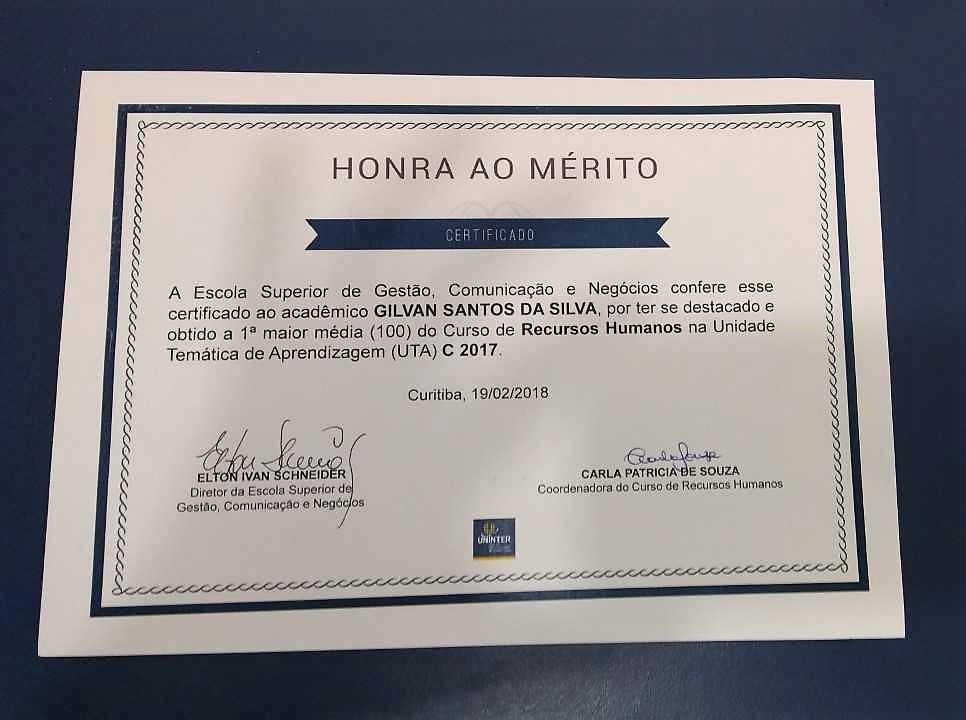 HONRA AO MÉRITO
CERTIFICADO
A Escola Superior de Gestão, Comunicação e Negócios confere esse
certificado ao acadêmico GILVAN SANTOS DA SILVA, por ter se destacado e
obtido a 1ª maior média (100) do Curso de Recursos Humanos na Unidade
Temática de Aprendizagem (UTA) C 2017.
Curitiba, 19/02/2018
ELTON IVAN SCHNEIDER
Diretor da Escola Superior de
Gestão, Comunicação e Negócios
CARLA PATRICIA DE SOUZA
Coordenadora do Curso de Recursos Humanos
UNINTER